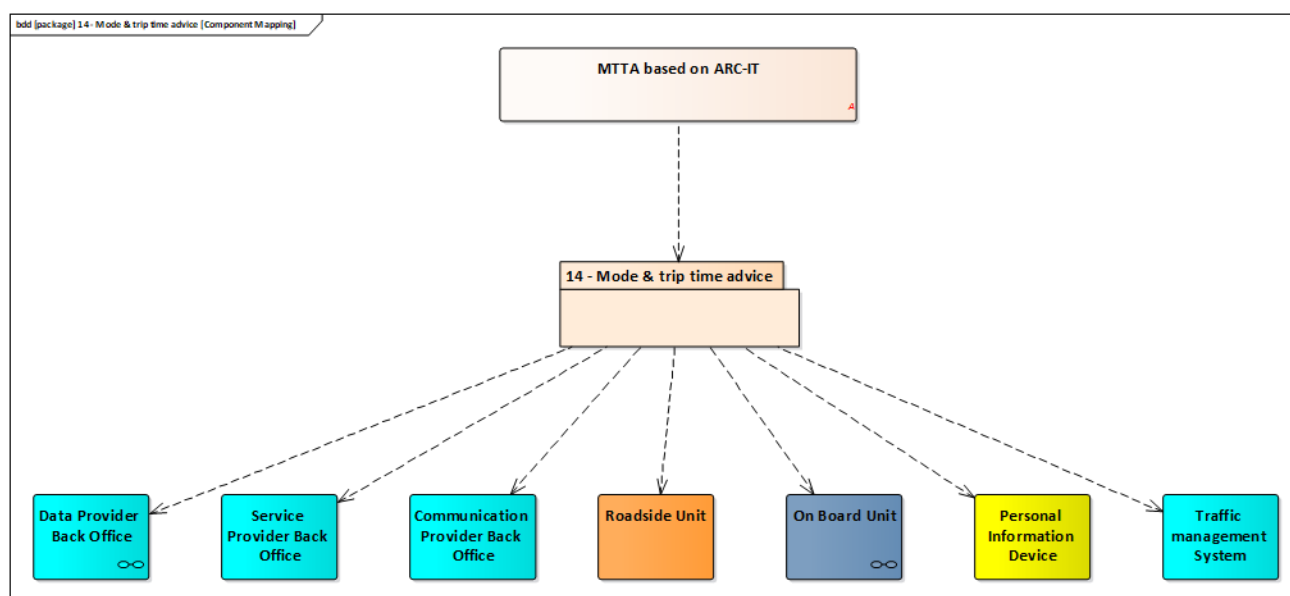 bdd [package] 14 - Mode & trip time advice [Component Mapping]
MTTA based on ARC-IT
A
14 - Mode & trip time advice
Data Provider
Back Office
Service
Provider Back
Office
Communication
Provider Back
Office
Roadside Unit
On Board Unit
Personal
Information
Device
Traffic
management
System